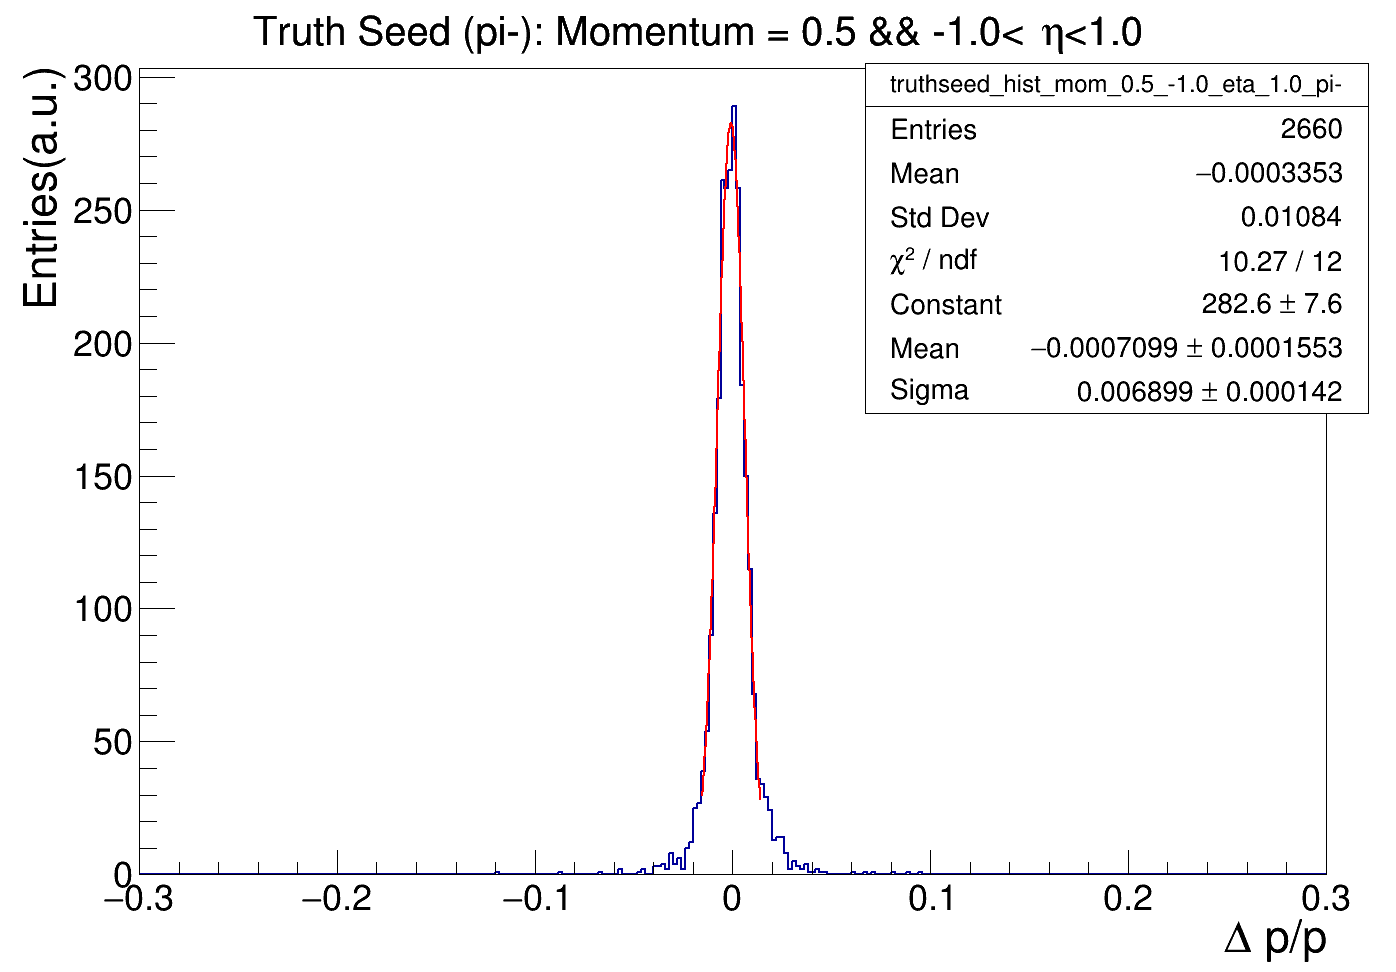 Truth Seed (pi-): Momentum = 0.5 && -1.0< η<1.0
truthseed_hist_mom_0.5_-1.0_eta_1.0_pi-
Entries 2660
Mean −0.0003353
Std Dev 0.01084
χ² / ndf 10.27 / 12
Constant 282.6 ± 7.6
Mean −0.0007099 ± 0.0001553
Sigma 0.006899 ± 0.000142
Entries(a.u.)
300
250
200
150
100
50
0
−0.3 −0.2 −0.1 0 0.1 0.2 0.3
Δ p/p